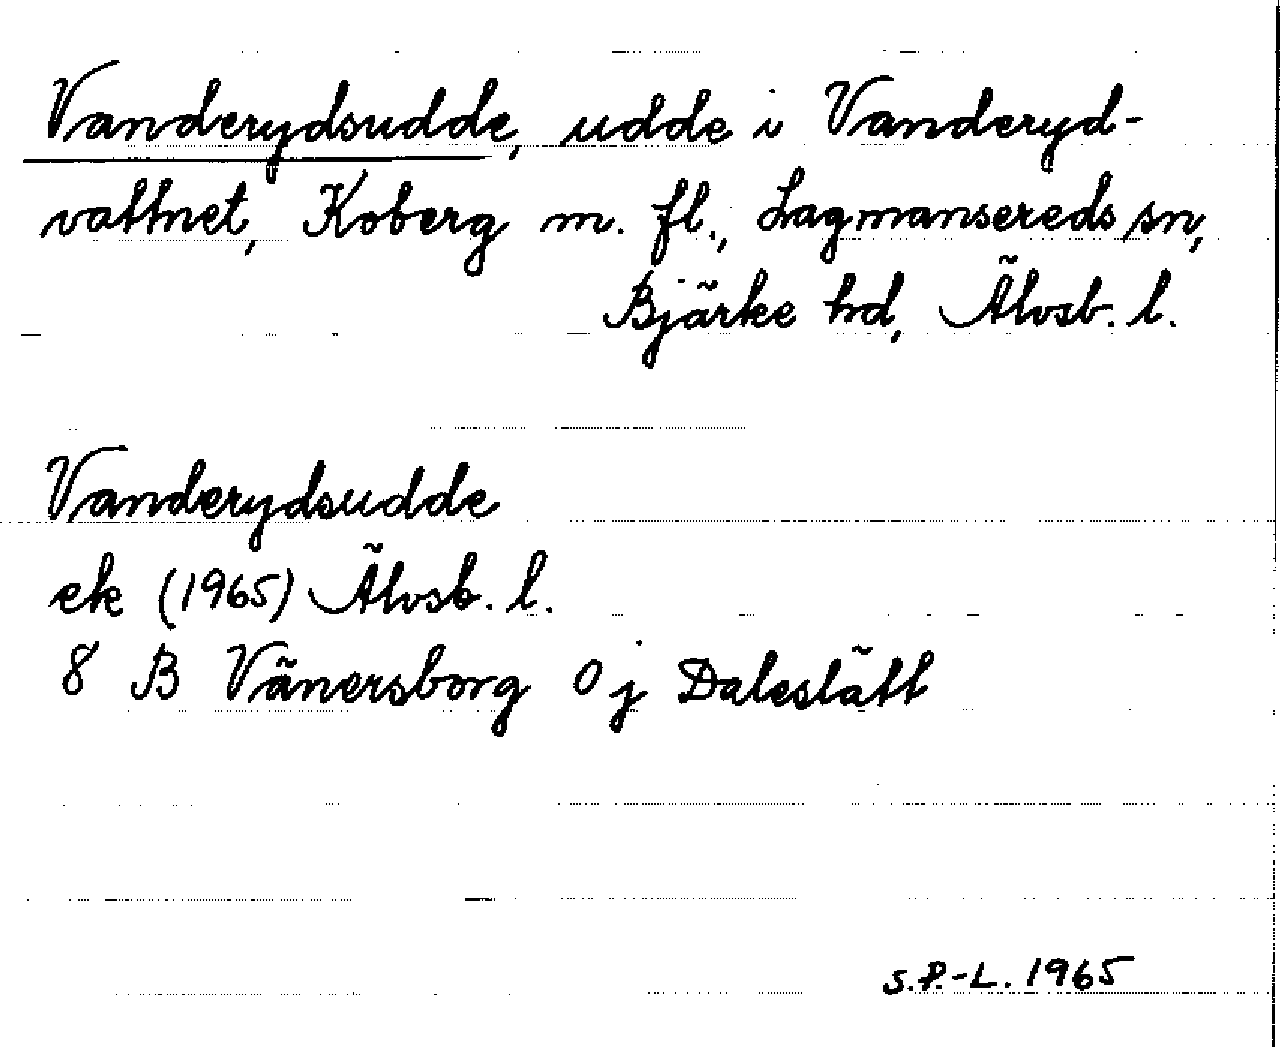 Vanderydsudde, udde i Vanderyd-
vattnet, Koberg m. fl., Lagmansereds sn,
Bjärke hd, Älvsb. l.
Vanderydsudde
ek (1965) Älvsb. l.
8 B Vänersborg 0 j Daleslätt
S.P.-L. 1965